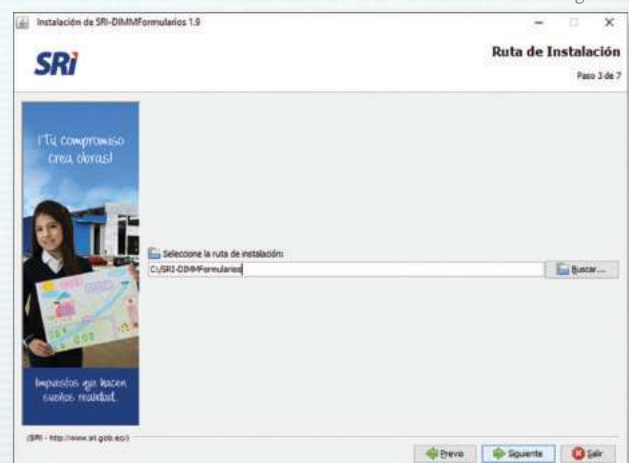 Instalación de SRI-DIMMFormularios 1.9
SRi
Ruta de Instalación
Paso 3 de 7
¡Tu compromiso
crea obras!
Seleccione la ruta de instalación:
C:/SRI-DIMMFormularios
Buscar...
Impuestos que hacen
sueños realidad.
(SRI - http://www.sri.gob.ec/)
Previo
Siguiente
Salir